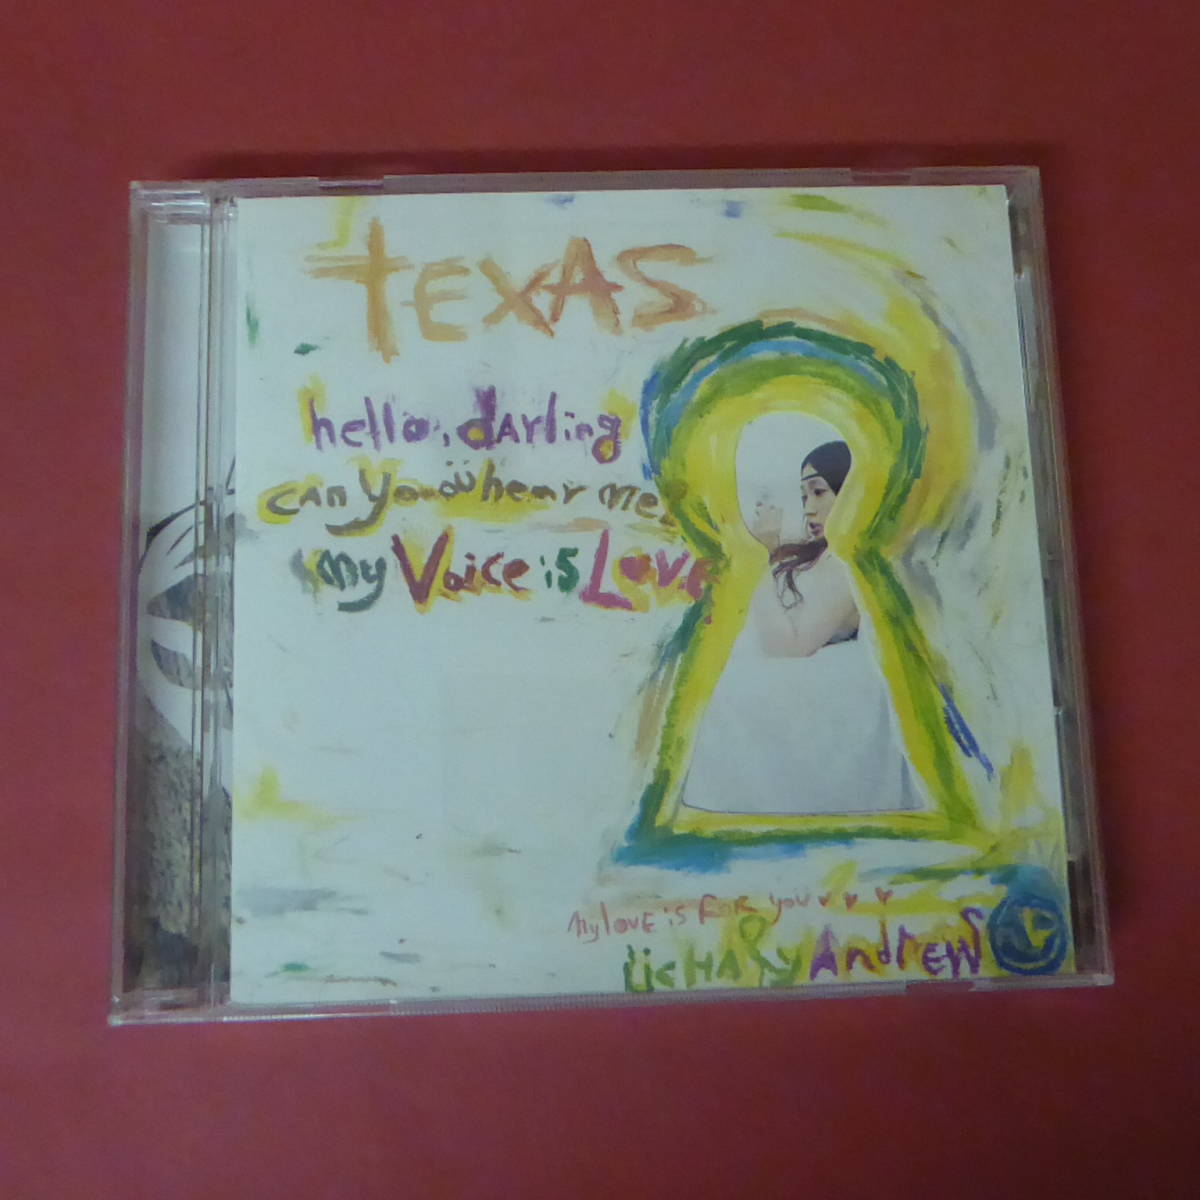 tEXAS
hello, dArling
can you hear me?
my Voice is LovE.
My lovE is FoR you
AndrEW